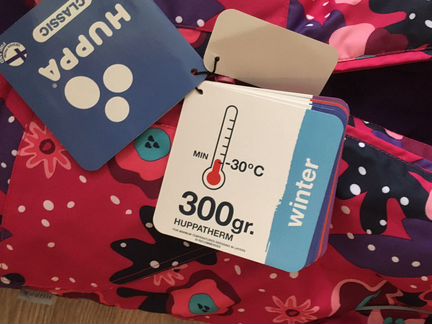 HUPPA
CLASSIC
MIN
-30°C
300gr.
HUPPATHERM
winter